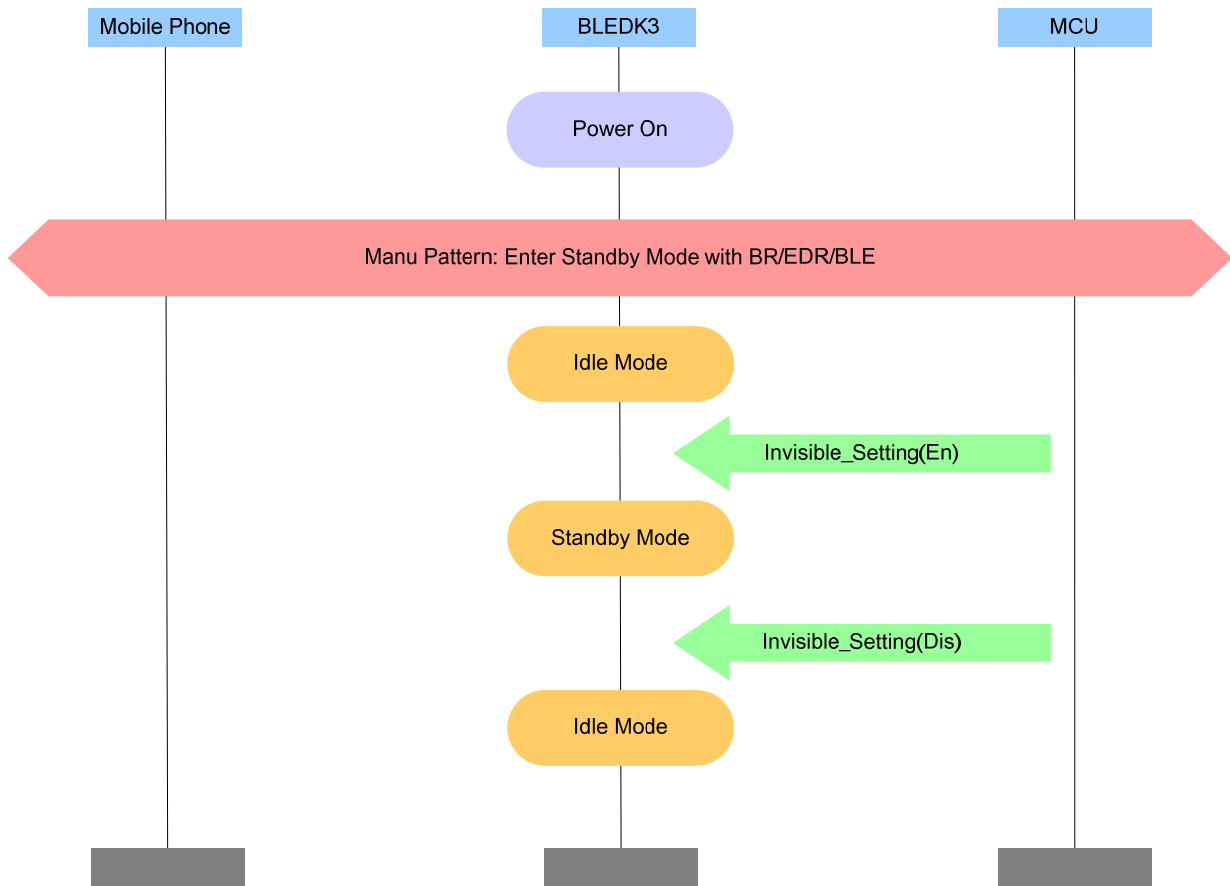 Mobile Phone
BLEDK3
MCU
Power On
Manu Pattern: Enter Standby Mode with BR/EDR/BLE
Idle Mode
Invisible_Setting(En)
Standby Mode
Invisible_Setting(Dis)
Idle Mode